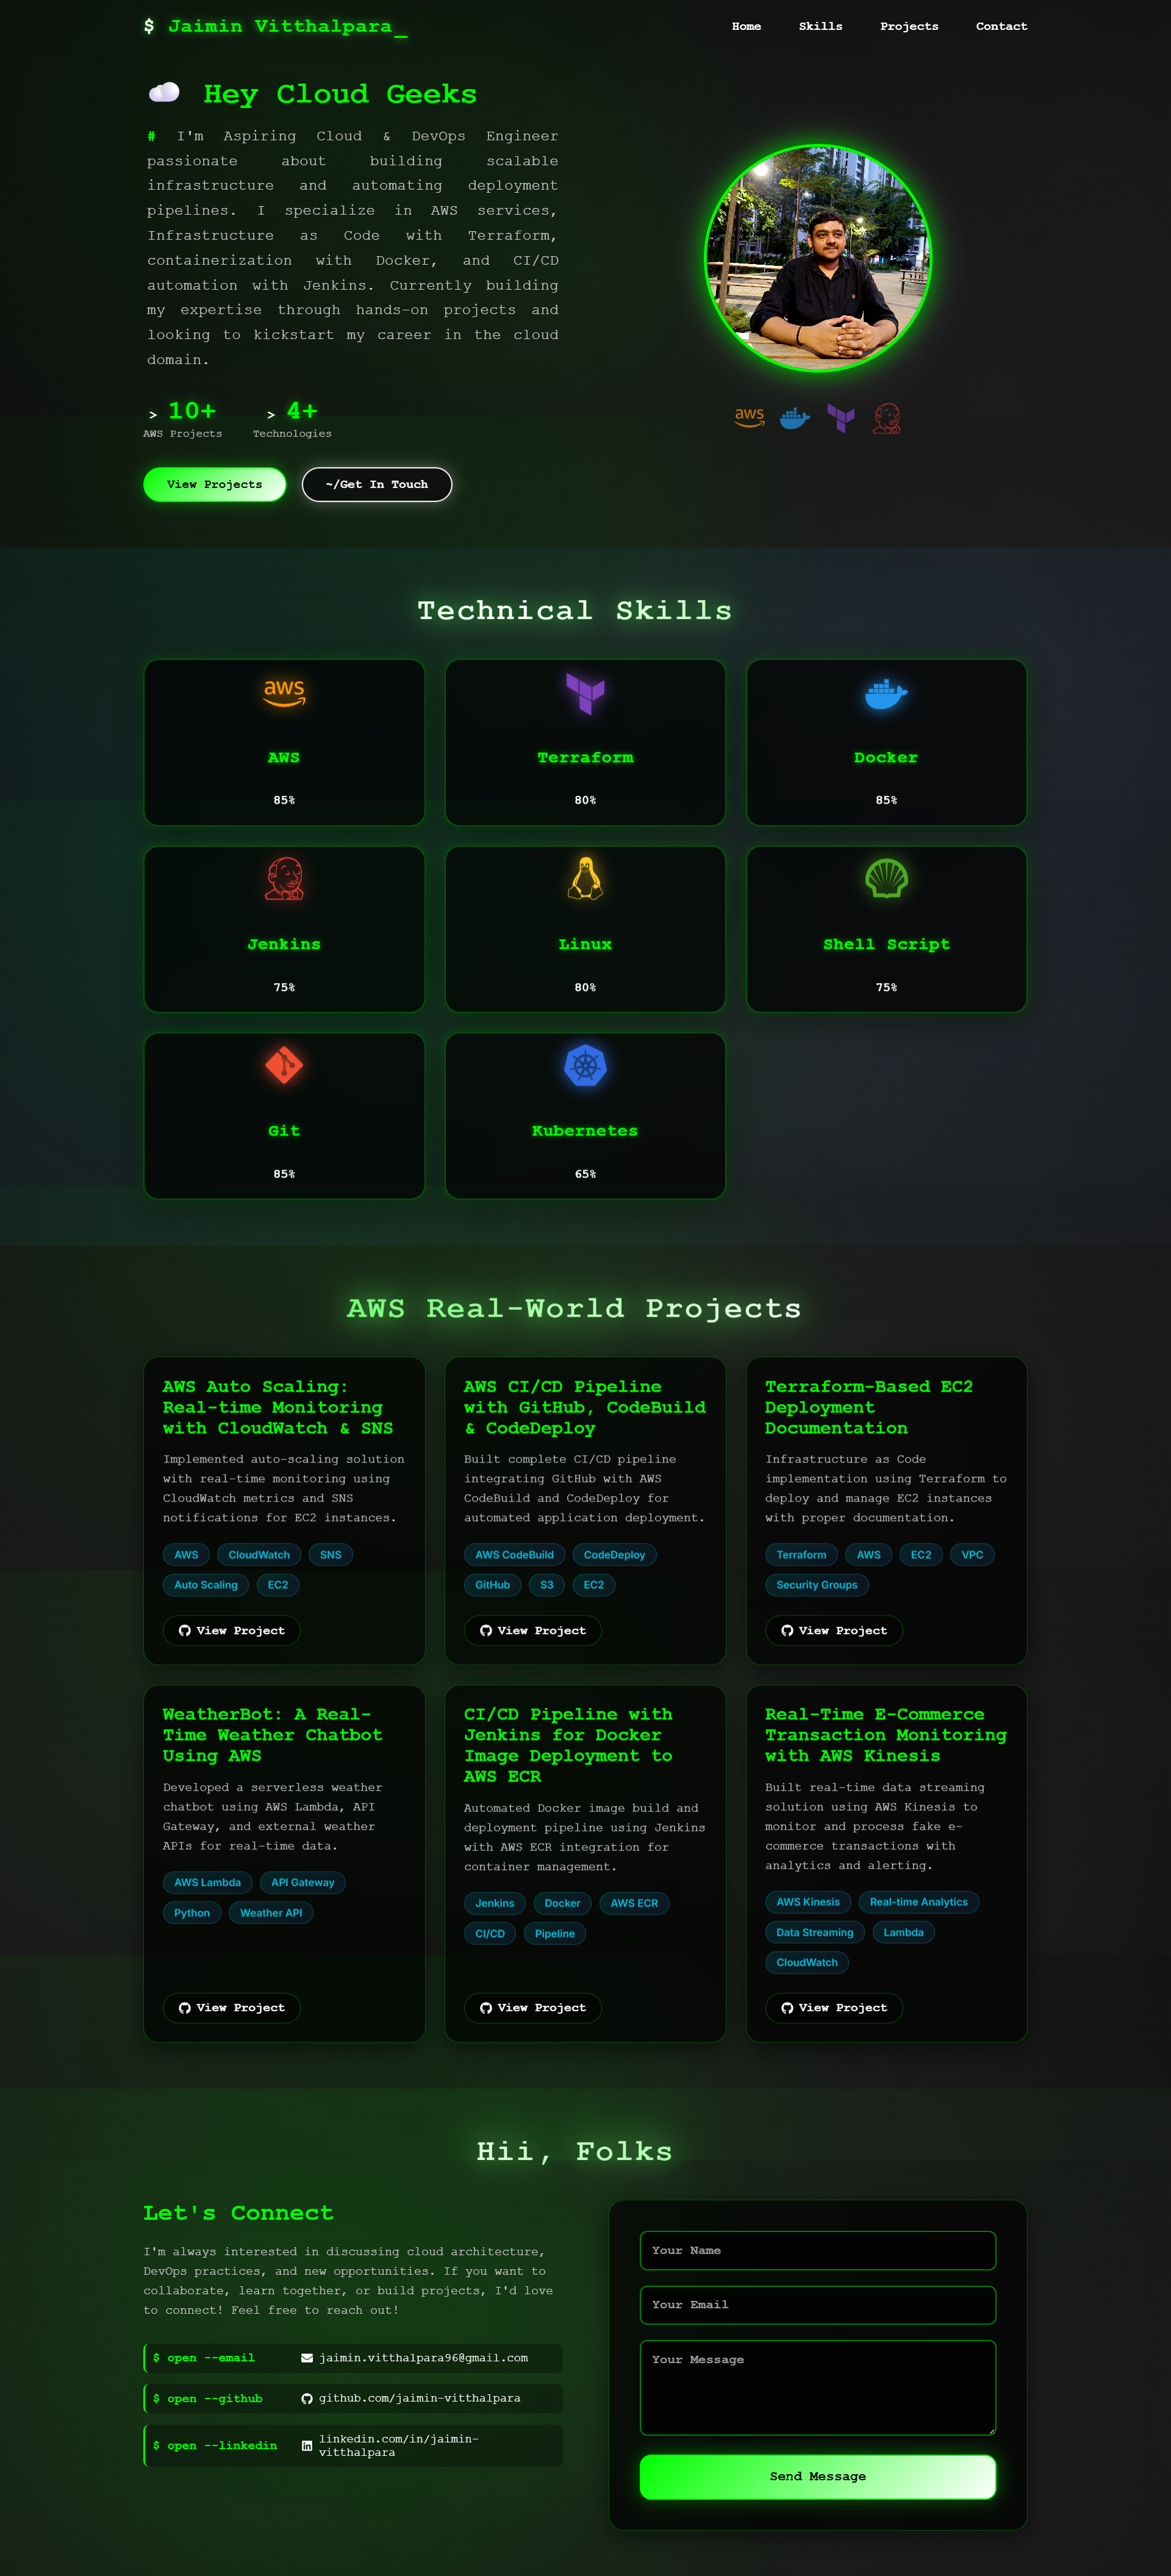 $ Jaimin Vitthalpara_
Home Skills Projects Contact
Hey Cloud Geeks
# I'm Aspiring Cloud & DevOps Engineer
passionate about building scalable
infrastructure and automating deployment
pipelines. I specialize in AWS services,
Infrastructure as Code with Terraform,
containerization with Docker, and CI/CD
automation with Jenkins. Currently building
my expertise through hands-on projects and
looking to kickstart my career in the cloud
domain.
> 10+
AWS Projects
> 4+
Technologies
aws
View Projects
~/Get In Touch
Technical Skills
aws
AWS
85%
Terraform
80%
Docker
85%
Jenkins
75%
Linux
80%
Shell Script
75%
Git
85%
Kubernetes
65%
AWS Real-World Projects
AWS Auto Scaling:
Real-time Monitoring
with CloudWatch & SNS
Implemented auto-scaling solution
with real-time monitoring using
CloudWatch metrics and SNS
notifications for EC2 instances.
AWS CloudWatch SNS
Auto Scaling EC2
View Project
AWS CI/CD Pipeline
with GitHub, CodeBuild
& CodeDeploy
Built complete CI/CD pipeline
integrating GitHub with AWS
CodeBuild and CodeDeploy for
automated application deployment.
AWS CodeBuild CodeDeploy
GitHub S3 EC2
View Project
Terraform-Based EC2
Deployment
Documentation
Infrastructure as Code
implementation using Terraform to
deploy and manage EC2 instances
with proper documentation.
Terraform AWS EC2 VPC
Security Groups
View Project
WeatherBot: A Real-
Time Weather Chatbot
Using AWS
Developed a serverless weather
chatbot using AWS Lambda, API
Gateway, and external weather
APIs for real-time data.
AWS Lambda API Gateway
Python Weather API
View Project
CI/CD Pipeline with
Jenkins for Docker
Image Deployment to
AWS ECR
Automated Docker image build and
deployment pipeline using Jenkins
with AWS ECR integration for
container management.
Jenkins Docker AWS ECR
CI/CD Pipeline
View Project
Real-Time E-Commerce
Transaction Monitoring
with AWS Kinesis
Built real-time data streaming
solution using AWS Kinesis to
monitor and process fake e-
commerce transactions with
analytics and alerting.
AWS Kinesis Real-time Analytics
Data Streaming Lambda
CloudWatch
View Project
Hii, Folks
Let's Connect
I'm always interested in discussing cloud architecture,
DevOps practices, and new opportunities. If you want to
collaborate, learn together, or build projects, I'd love
to connect! Feel free to reach out!
$ open --email jaimin.vitthalpara96@gmail.com
$ open --github github.com/jaimin-vitthalpara
$ open --linkedin linkedin.com/in/jaimin-
vitthalpara
Your Name
Your Email
Your Message
Send Message